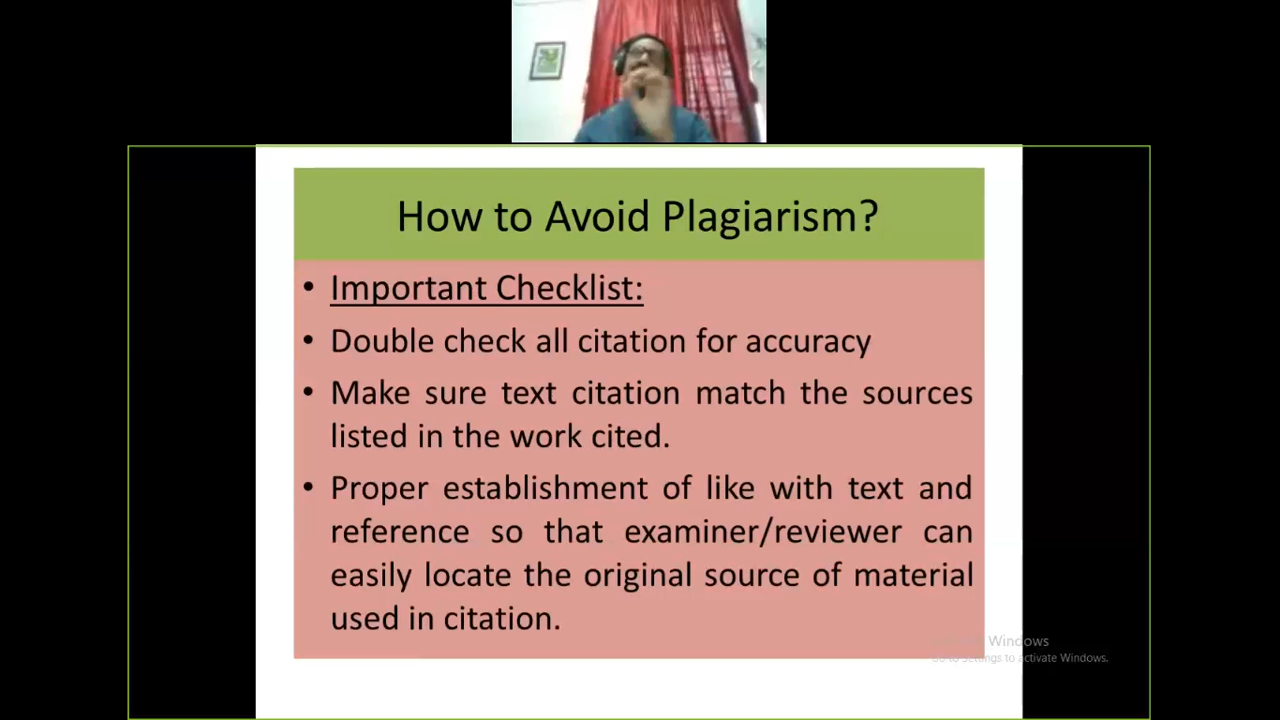 How to Avoid Plagiarism?
• Important Checklist:
• Double check all citation for accuracy
• Make sure text citation match the sources
listed in the work cited.
• Proper establishment of like with text and
reference so that examiner/reviewer can
easily locate the original source of material
used in citation.
Windows
Go to Settings to activate Windows.